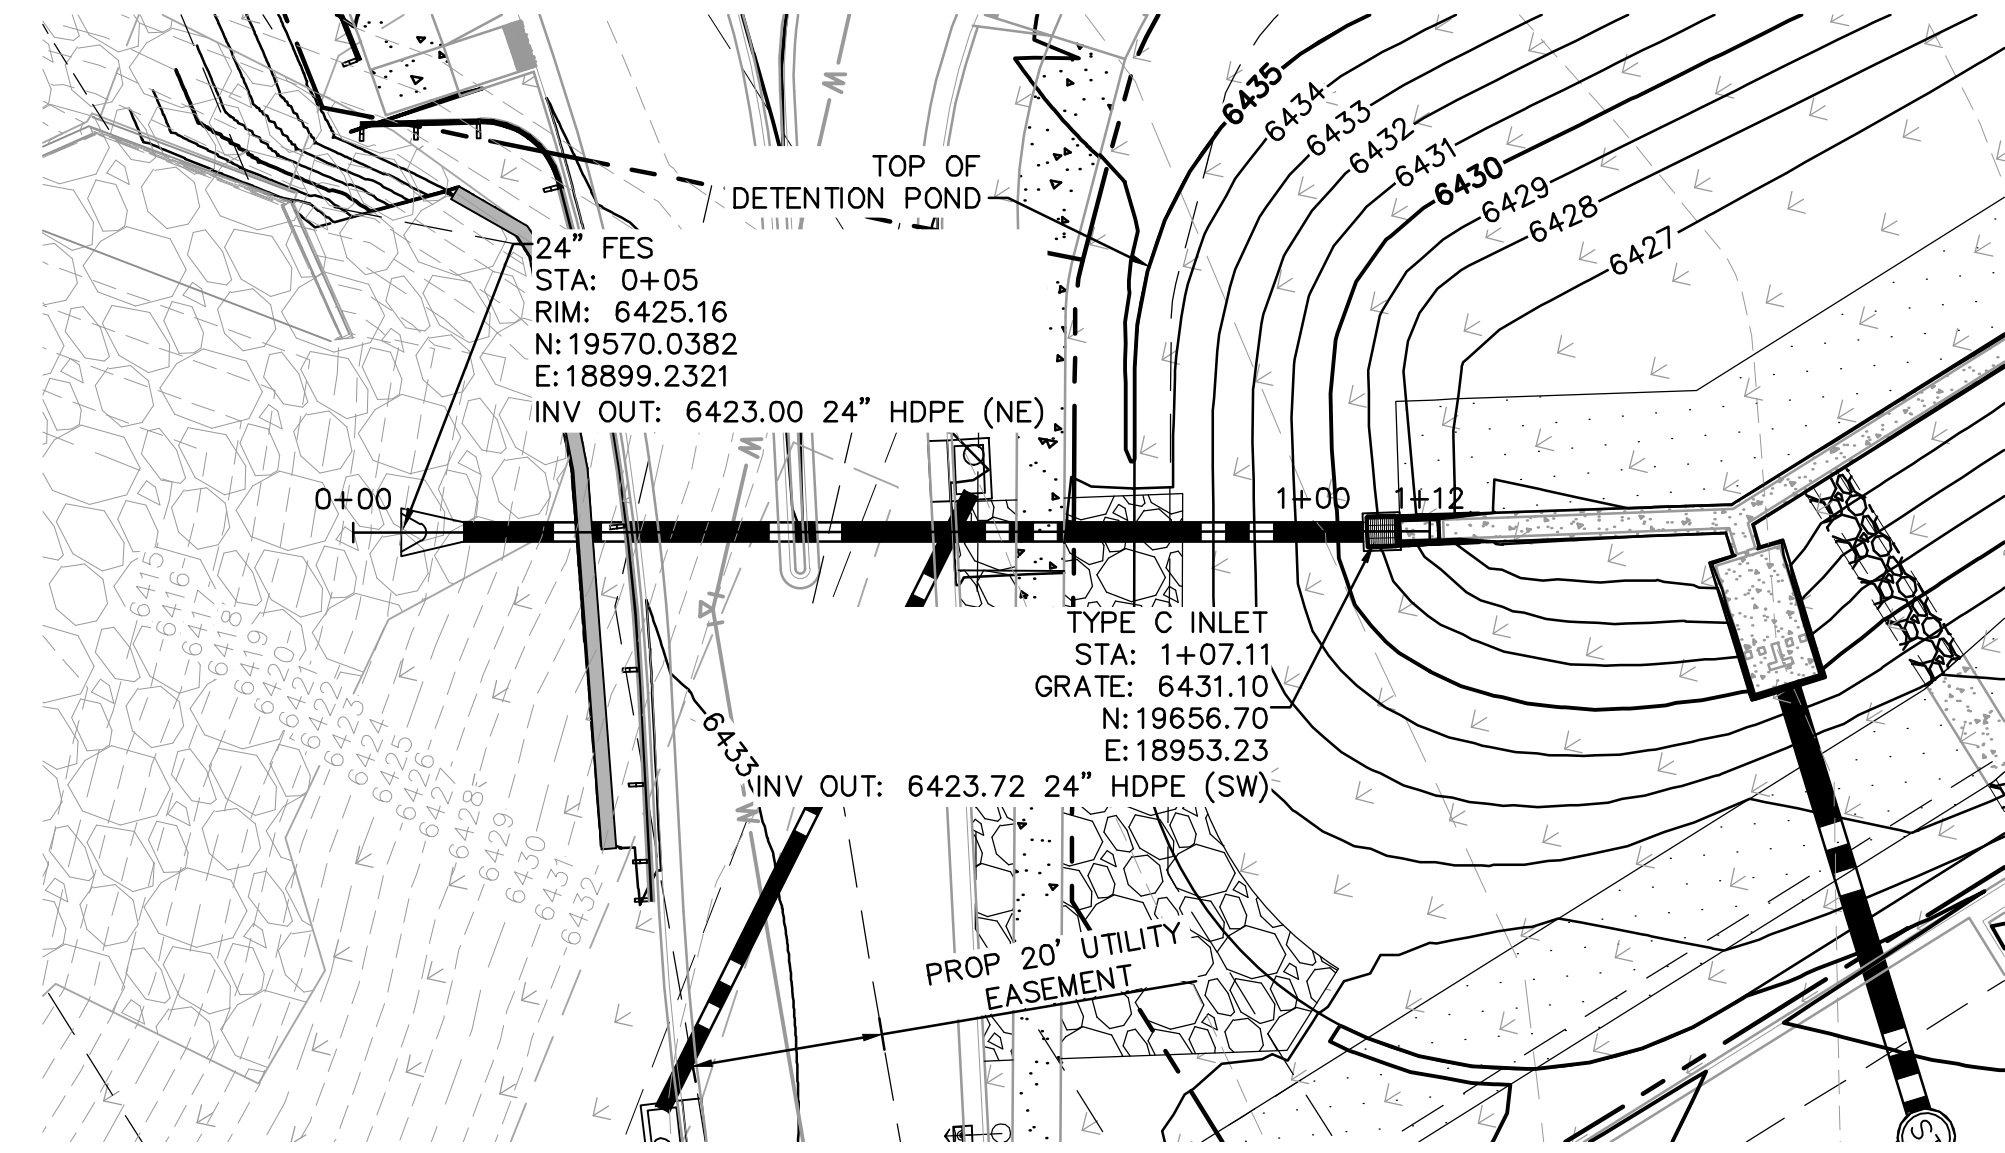 6435
6434
6433
6432
6431
6430
6429
6428
6427
W
TOP OF
DETENTION POND
24" FES
STA: 0+05
RIM: 6425.16
N:19570.0382
E:18899.2321
INV OUT: 6423.00 24" HDPE (NE)
W
0+00
1+00
1+12
TYPE C INLET
STA: 1+07.11
GRATE: 6431.10
N:19656.70
E:18953.23
INV OUT: 6423.72 24" HDPE (SW)
6433
W
6415
6416
6417
6418
6419
6420
6421
6422
6423
6424
6425
6426
6427
6428
6429
6430
6431
6432
PROP 20' UTILITY
EASEMENT